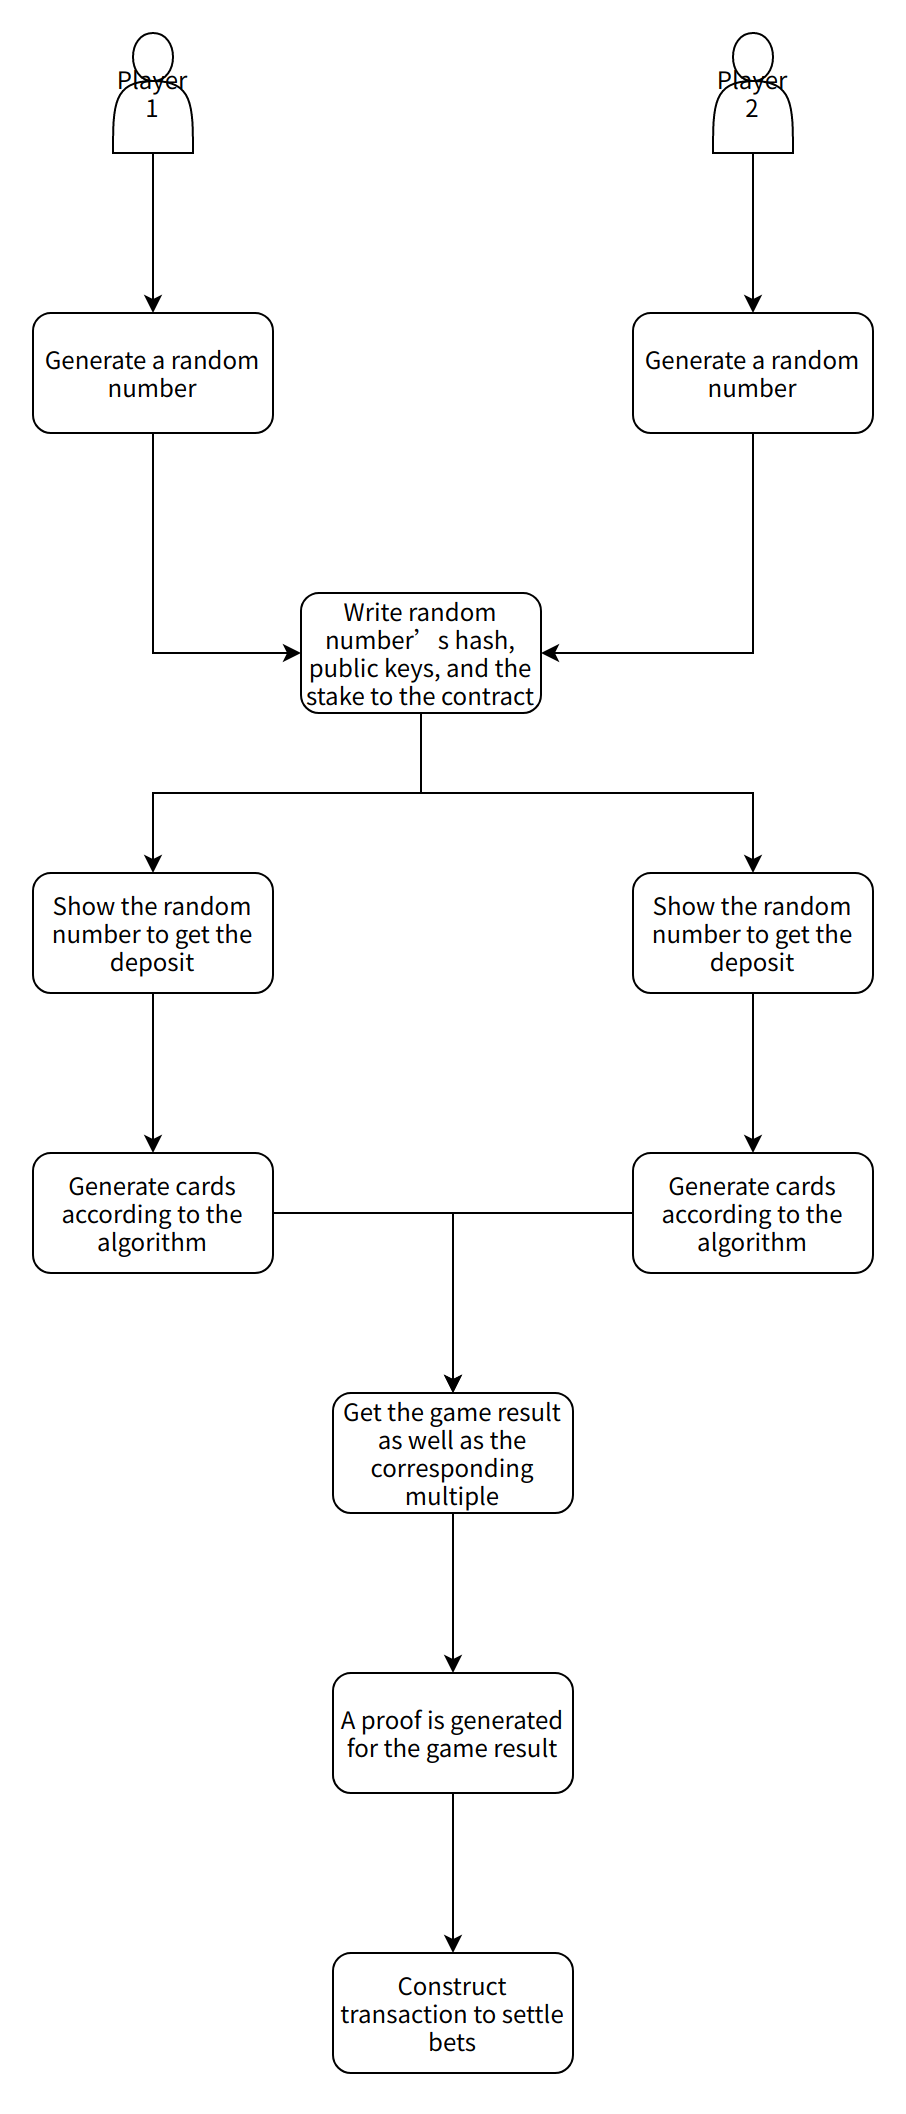 Player
1
Player
2
Generate a random
number
Generate a random
number
Write random
number’s hash,
public keys, and the
stake to the contract
Show the random
number to get the
deposit
Show the random
number to get the
deposit
Generate cards
according to the
algorithm
Generate cards
according to the
algorithm
Get the game result
as well as the
corresponding
multiple
A proof is generated
for the game result
Construct
transaction to settle
bets